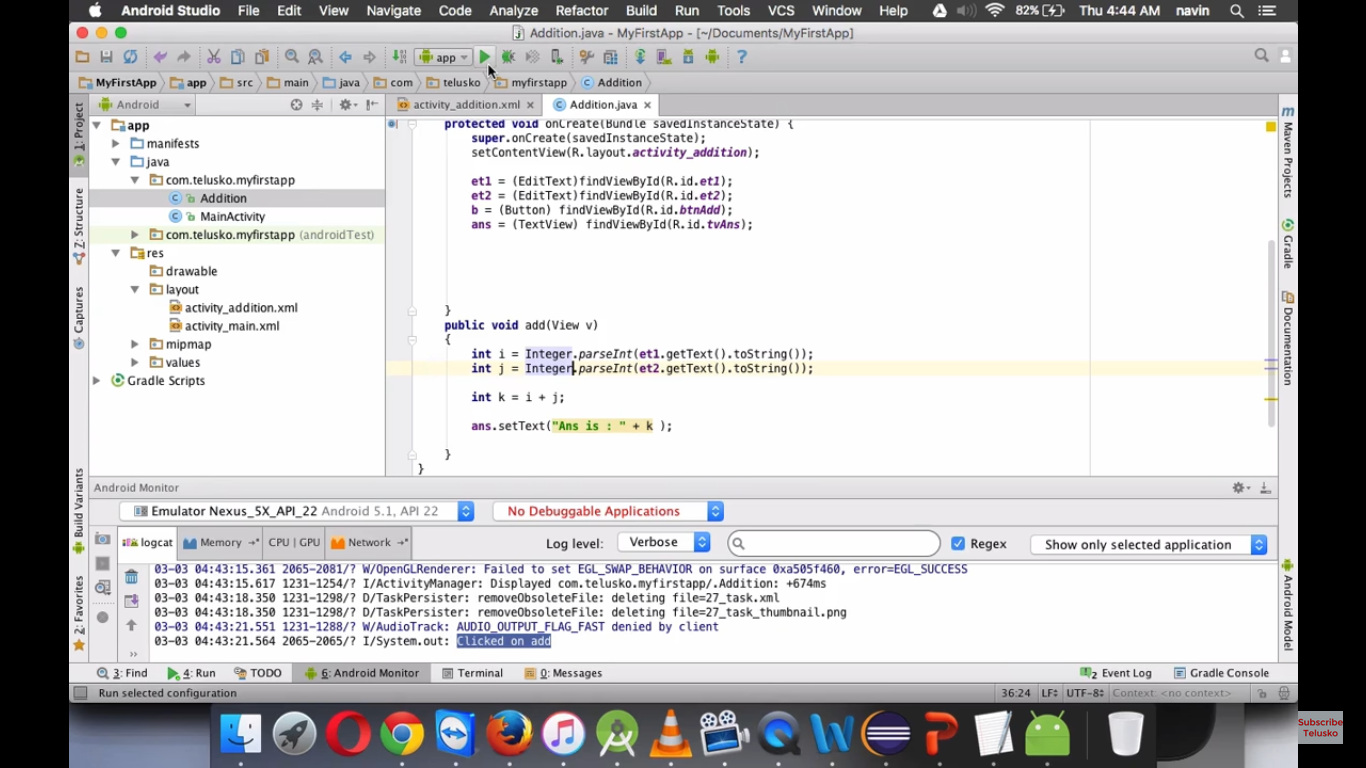 Android Studio File Edit View Navigate Code Analyze Refactor Build Run Tools VCS Window Help 82% Thu 4:44 AM navin
Addition.java - MyFirstApp - [~/Documents/MyFirstApp]
app
MyFirstApp app src main java com telusko myfirstapp Addition
1: Project
Z: Structure
Captures
Build Variants
2: Favorites
Android
app
manifests
java
com.telusko.myfirstapp
Addition
MainActivity
com.telusko.myfirstapp (androidTest)
res
drawable
layout
activity_addition.xml
activity_main.xml
mipmap
values
Gradle Scripts
activity_addition.xml × Addition.java ×
protected void onCreate(Bundle savedInstanceState) {
super.onCreate(savedInstanceState);
setContentView(R.layout.activity_addition);
et1 = (EditText)findViewById(R.id.et1);
et2 = (EditText)findViewById(R.id.et2);
b = (Button) findViewById(R.id.btnAdd);
ans = (TextView) findViewById(R.id.tvAns);
}
public void add(View v)
{
int i = Integer.parseInt(et1.getText().toString());
int j = Integer.parseInt(et2.getText().toString());
int k = i + j;
ans.setText("Ans is : " + k );
}
}
Maven Projects
Gradle
Documentation
Android Model
Android Monitor
Emulator Nexus_5X_API_22 Android 5.1, API 22 No Debuggable Applications
logcat Memory CPU | GPU Network Log level: Verbose Regex Show only selected application
03-03 04:43:15.361 2065-2081/? W/OpenGLRenderer: Failed to set EGL_SWAP_BEHAVIOR on surface 0xa505f460, error=EGL_SUCCESS
03-03 04:43:15.617 1231-1254/? I/ActivityManager: Displayed com.telusko.myfirstapp/.Addition: +674ms
03-03 04:43:18.350 1231-1298/? D/TaskPersister: removeObsoleteFile: deleting file=27_task.xml
03-03 04:43:18.350 1231-1298/? D/TaskPersister: removeObsoleteFile: deleting file=27_task_thumbnail.png
03-03 04:43:21.551 1231-1288/? W/AudioTrack: AUDIO_OUTPUT_FLAG_FAST denied by client
03-03 04:43:21.564 2065-2065/? I/System.out: Clicked on add
3: Find 4: Run TODO 6: Android Monitor Terminal 0: Messages 2 Event Log Gradle Console
Run selected configuration 36:24 LF UTF-8 Context: <no context>
Subscribe
Telusko